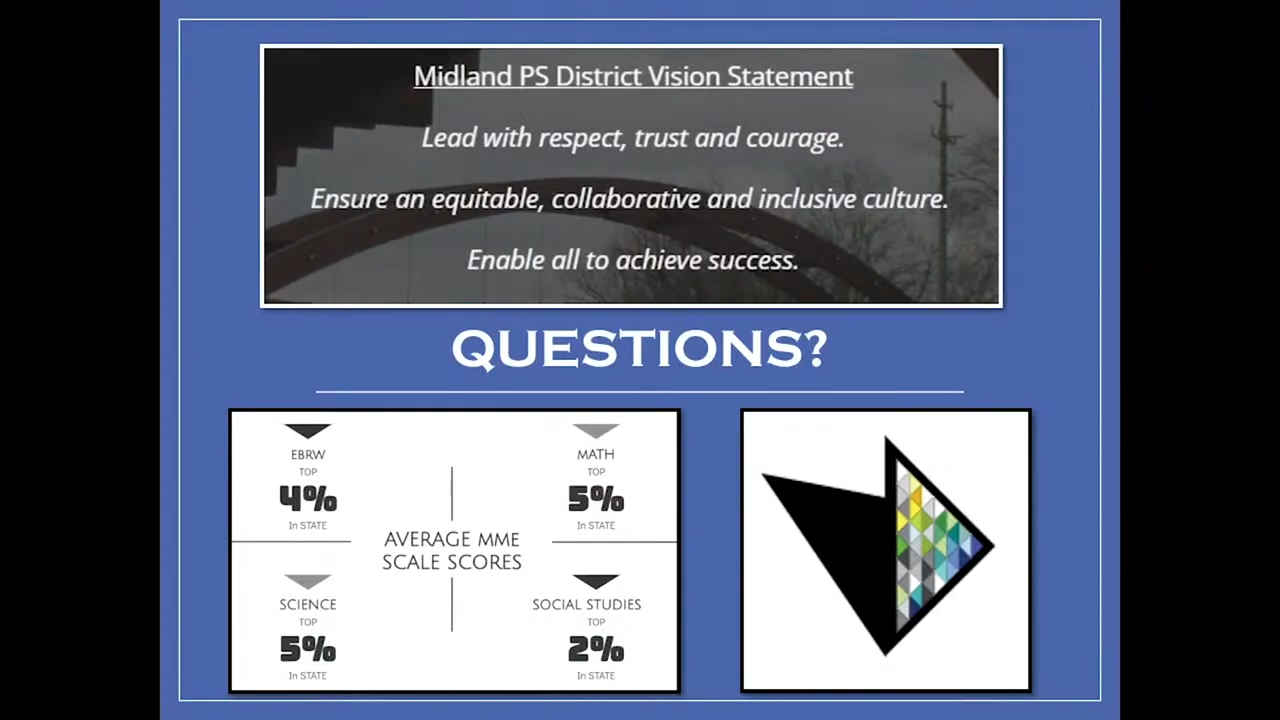 Midland PS District Vision Statement
Lead with respect, trust and courage.
Ensure an equitable, collaborative and inclusive culture.
Enable all to achieve success.
QUESTIONS?
EBRW
TOP
4%
In STATE
MATH
TOP
5%
In STATE
AVERAGE MME
SCALE SCORES
SCIENCE
TOP
5%
In STATE
SOCIAL STUDIES
TOP
2%
In STATE